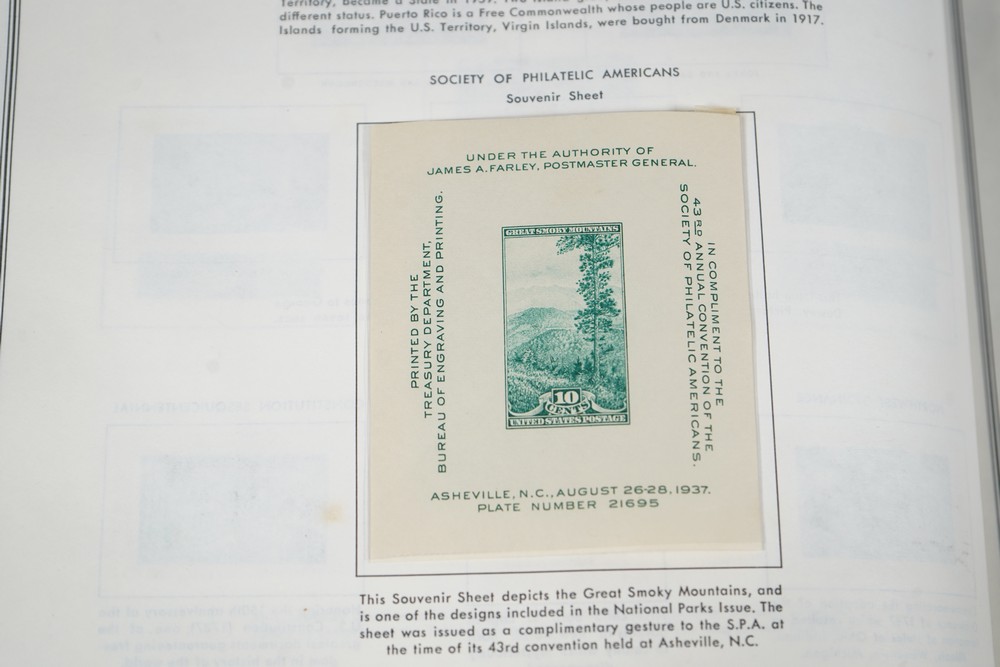 Territory, became a State in 1959.
different status. Puerto Rico is a Free Commonwealth whose people are U.S. citizens. The
Islands forming the U.S. Territory, Virgin Islands, were bought from Denmark in 1917.
SOCIETY OF PHILATELIC AMERICANS
Souvenir Sheet
UNDER THE AUTHORITY OF
JAMES A. FARLEY, POSTMASTER GENERAL.
PRINTED BY THE
TREASURY DEPARTMENT,
BUREAU OF ENGRAVING AND PRINTING.
GREAT SMOKY MOUNTAINS
10
CENTS
UNITED STATES POSTAGE
IN COMPLIMENT TO THE
43RD ANNUAL CONVENTION OF THE
SOCIETY OF PHILATELIC AMERICANS.
ASHEVILLE, N.C., AUGUST 26-28, 1937.
PLATE NUMBER 21695
This Souvenir Sheet depicts the Great Smoky Mountains, and
is one of the designs included in the National Parks Issue. The
sheet was issued as a complimentary gesture to the S.P.A. at
the time of its 43rd convention held at Asheville, N.C.